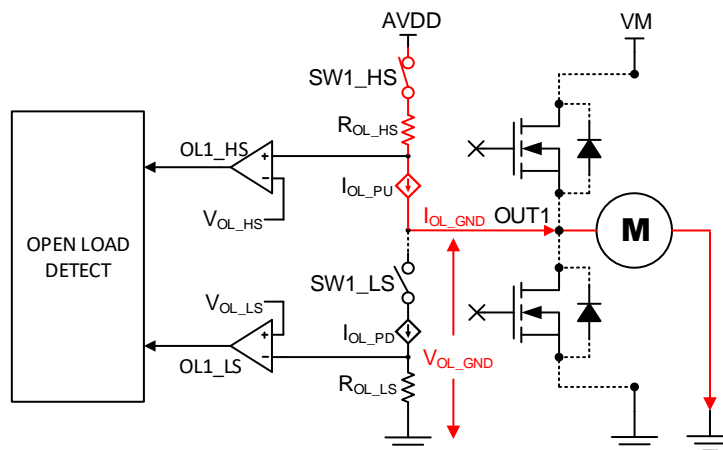 AVDD
VM
SW1_HS
R_OL_HS
OL1_HS
+
-
V_OL_HS
I_OL_PU
I_OL_GND
OUT1
M
OPEN LOAD
DETECT
SW1_LS
V_OL_LS
+
-
I_OL_PD
OL1_LS
V_OL_GND
R_OL_LS